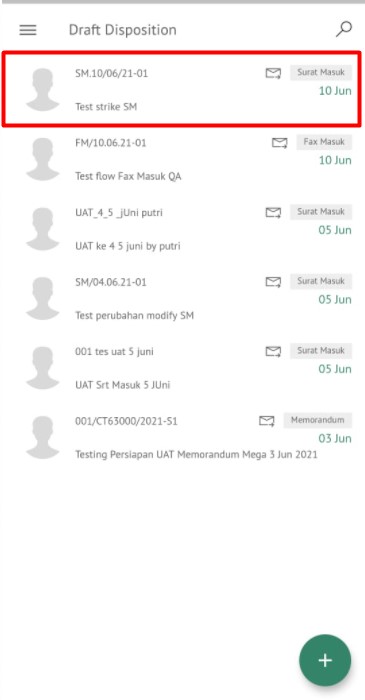 Draft Disposition
SM.10/06/21-01
Surat Masuk
10 Jun
Test strike SM
FM/10.06.21-01
Fax Masuk
10 Jun
Test flow Fax Masuk QA
UAT_4_5 _jUni putri
Surat Masuk
05 Jun
UAT ke 4 5 juni by putri
SM/04.06.21-01
Surat Masuk
05 Jun
Test perubahan modify SM
001 tes uat 5 juni
Surat Masuk
05 Jun
UAT Srt Masuk 5 JUni
001/CT63000/2021-S1
Memorandum
03 Jun
Testing Persiapan UAT Memorandum Mega 3 Jun 2021
+